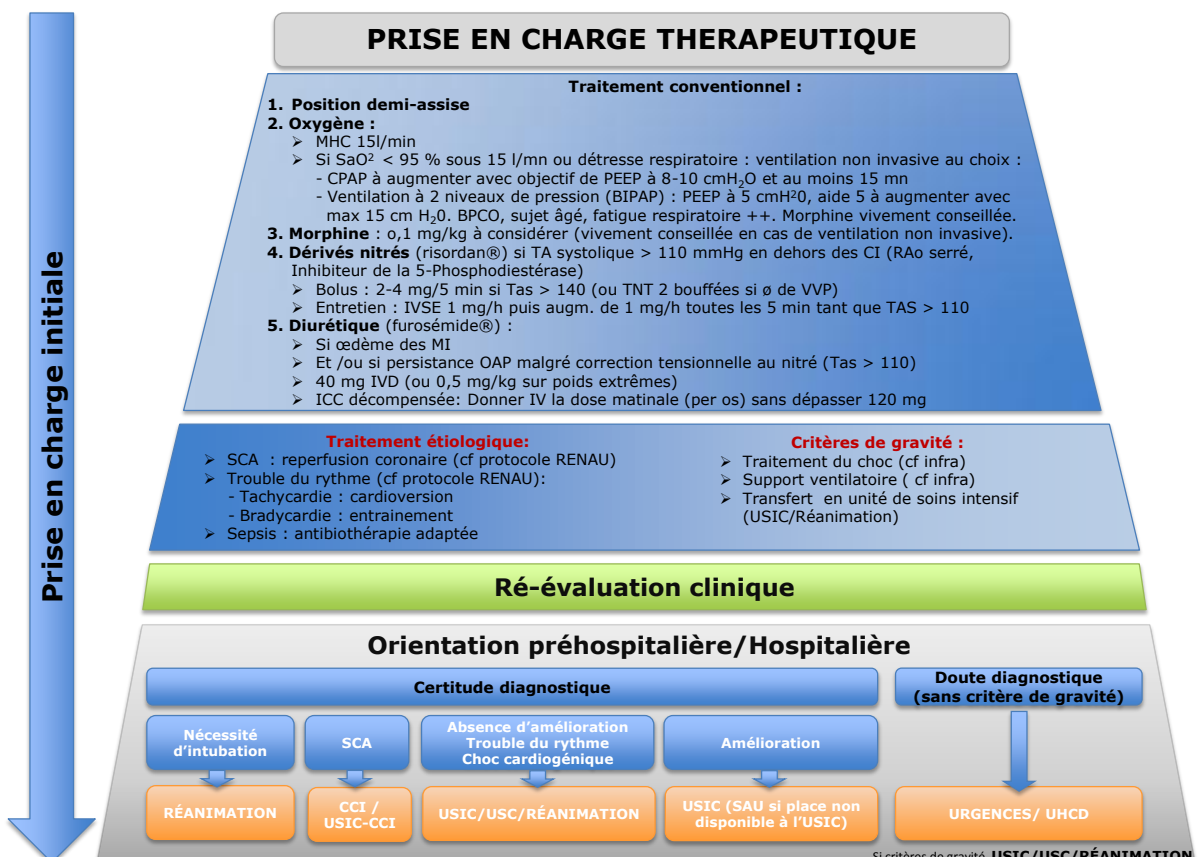 PRISE EN CHARGE THERAPEUTIQUE
Prise en charge initiale
Traitement conventionnel :
1. Position demi-assise
2. Oxygène :
➢ MHC 15l/min
➢ Si SaO² < 95 % sous 15 l/mn ou détresse respiratoire : ventilation non invasive au choix :
- CPAP à augmenter avec objectif de PEEP à 8-10 cmH₂O et au moins 15 mn
- Ventilation à 2 niveaux de pression (BIPAP) : PEEP à 5 cmH²0, aide 5 à augmenter avec
max 15 cm H₂0. BPCO, sujet âgé, fatigue respiratoire ++. Morphine vivement conseillée.
3. Morphine : o,1 mg/kg à considérer (vivement conseillée en cas de ventilation non invasive).
4. Dérivés nitrés (risordan®) si TA systolique > 110 mmHg en dehors des CI (RAo serré,
Inhibiteur de la 5-Phosphodiestérase)
➢ Bolus : 2-4 mg/5 min si Tas > 140 (ou TNT 2 bouffées si ø de VVP)
➢ Entretien : IVSE 1 mg/h puis augm. de 1 mg/h toutes les 5 min tant que TAS > 110
5. Diurétique (furosémide®) :
➢ Si œdème des MI
➢ Et /ou si persistance OAP malgré correction tensionnelle au nitré (Tas > 110)
➢ 40 mg IVD (ou 0,5 mg/kg sur poids extrêmes)
➢ ICC décompensée: Donner IV la dose matinale (per os) sans dépasser 120 mg
Traitement étiologique:
➢ SCA : reperfusion coronaire (cf protocole RENAU)
➢ Trouble du rythme (cf protocole RENAU):
- Tachycardie : cardioversion
- Bradycardie : entrainement
➢ Sepsis : antibiothérapie adaptée
Critères de gravité :
➢ Traitement du choc (cf infra)
➢ Support ventilatoire ( cf infra)
➢ Transfert en unité de soins intensif
(USIC/Réanimation)
Ré-évaluation clinique
Orientation préhospitalière/Hospitalière
Certitude diagnostique
Doute diagnostique
(sans critère de gravité)
Nécessité
d'intubation
SCA
Absence d'amélioration
Trouble du rythme
Choc cardiogénique
Amélioration
RÉANIMATION
CCI /
USIC-CCI
USIC/USC/RÉANIMATION
USIC (SAU si place non
disponible à l'USIC)
URGENCES/ UHCD
Si critères de gravité USIC/USC/RÉANIMATION